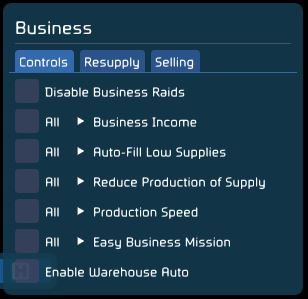 Business
Controls Resupply Selling
Disable Business Raids
All ▶ Business Income
All ▶ Auto-Fill Low Supplies
All ▶ Reduce Production of Supply
All ▶ Production Speed
All ▶ Easy Business Mission
H Enable Warehouse Auto